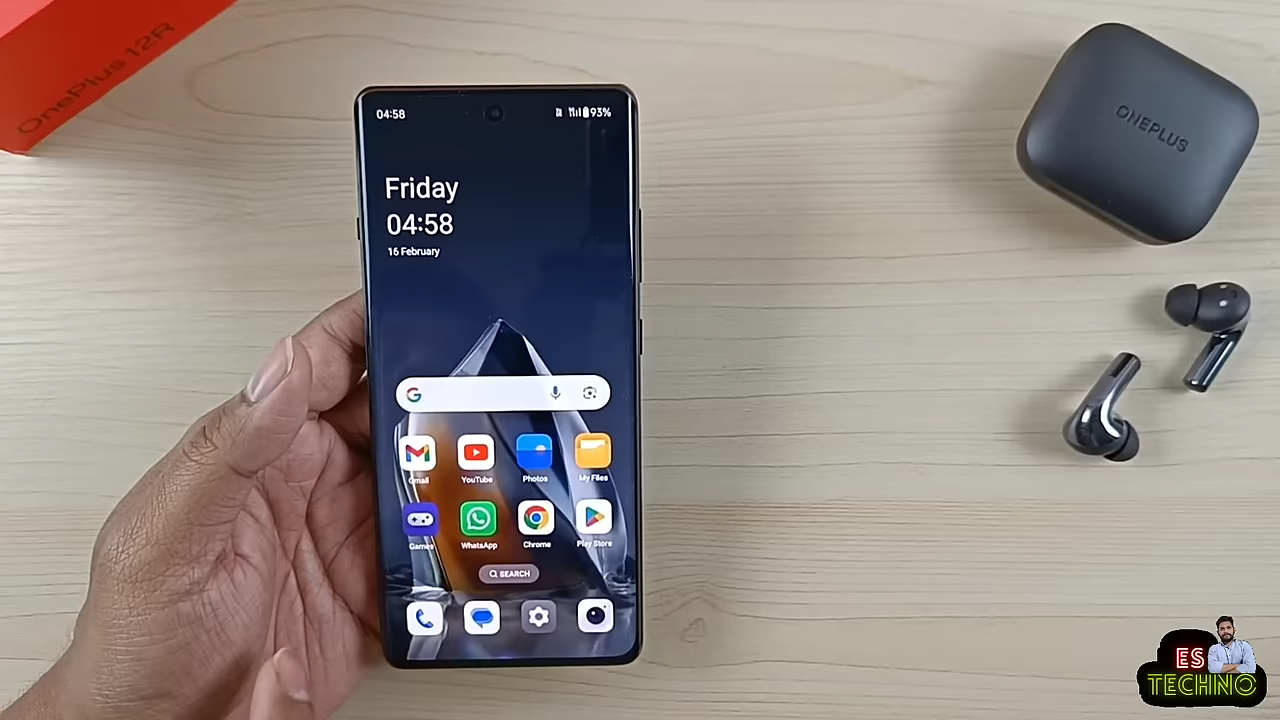 OnePlus 12R
ONEPLUS
04:58
93%
Friday
04:58
16 February
Gmail
YouTube
Photos
My Files
Games
WhatsApp
Chrome
Play Store
SEARCH
ES
TECHNO